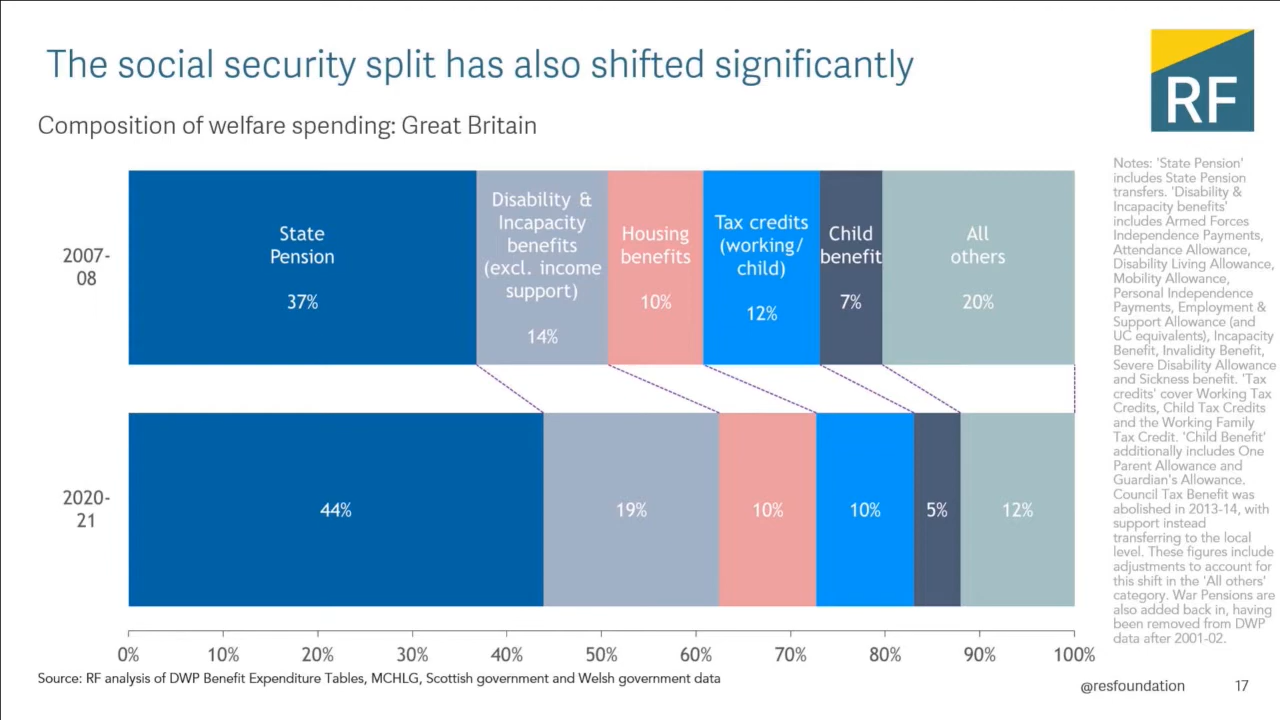 The social security split has also shifted significantly
RF
Composition of welfare spending: Great Britain
Notes: 'State Pension'
includes State Pension
transfers. 'Disability &
Incapacity benefits'
includes Armed Forces
Independence Payments,
Attendance Allowance,
Disability Living Allowance,
Mobility Allowance,
Personal Independence
Payments, Employment &
Support Allowance (and
UC equivalents), Incapacity
Benefit, Invalidity Benefit,
Severe Disability Allowance
and Sickness benefit. 'Tax
credits' cover Working Tax
Credits, Child Tax Credits
and the Working Family
Tax Credit. 'Child Benefit'
additionally includes One
Parent Allowance and
Guardian's Allowance.
Council Tax Benefit was
abolished in 2013-14, with
support instead
transferring to the local
level. These figures include
adjustments to account for
this shift in the 'All others'
category. War Pensions are
also added back in, having
been removed from DWP
data after 2001-02.
2007-
08
State
Pension
37%
Disability &
Incapacity
benefits
(excl. income
support)
14%
Housing
benefits
10%
Tax credits
(working/
child)
12%
Child
benefit
7%
All
others
20%
2020-
21
44%
19%
10%
10%
5%
12%
0%
10%
20%
30%
40%
50%
60%
70%
80%
90%
100%
Source: RF analysis of DWP Benefit Expenditure Tables, MCHLG, Scottish government and Welsh government data
@resfoundation
17